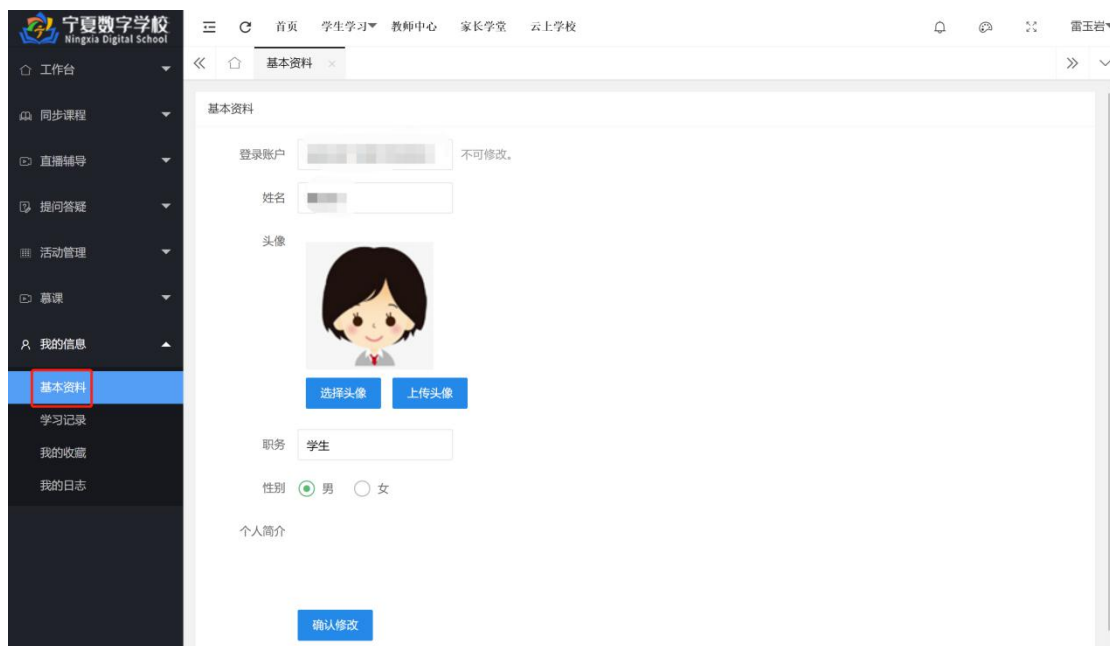 宁夏数字学校
Ningxia Digital School
首页 学生学习 教师中心 家长学堂 云上学校
雷玉岩
工作台
基本资料
同步课程
直播辅导
提问答疑
活动管理
慕课
我的信息
基本资料
学习记录
我的收藏
我的日志
基本资料
登录账户 不可修改。
姓名
头像
选择头像 上传头像
职务 学生
性别 男 女
个人简介
确认修改